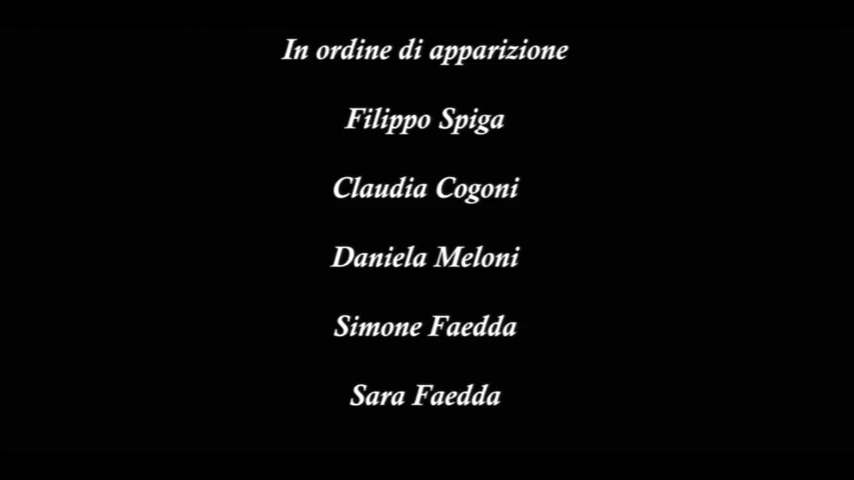 In ordine di apparizione
Filippo Spiga
Claudia Cogoni
Daniela Meloni
Simone Faedda
Sara Faedda